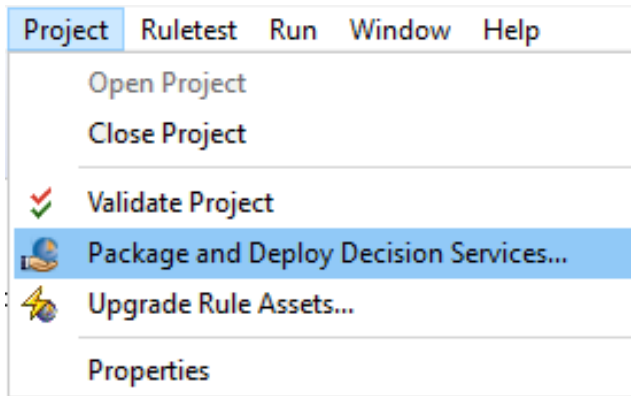 Project Ruletest Run Window Help
Open Project
Close Project
Validate Project
Package and Deploy Decision Services...
Upgrade Rule Assets...
Properties